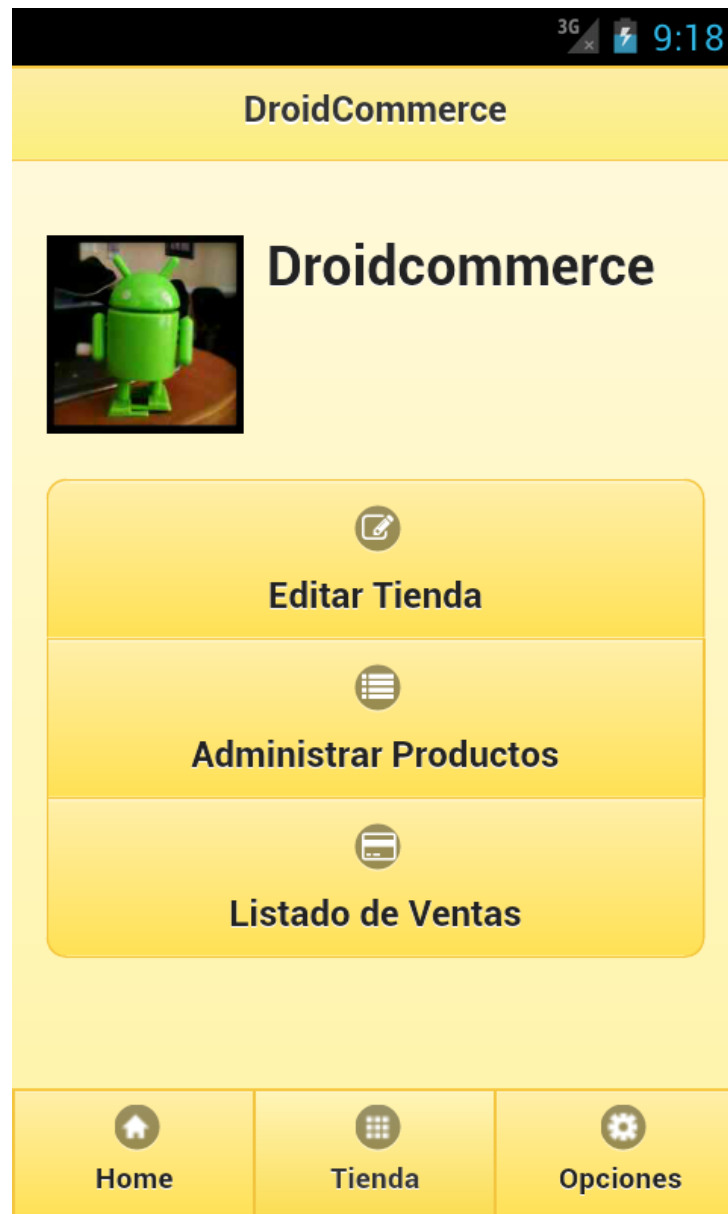 3G 9:18
DroidCommerce
Droidcommerce
Editar Tienda
Administrar Productos
Listado de Ventas
Home Tienda Opciones